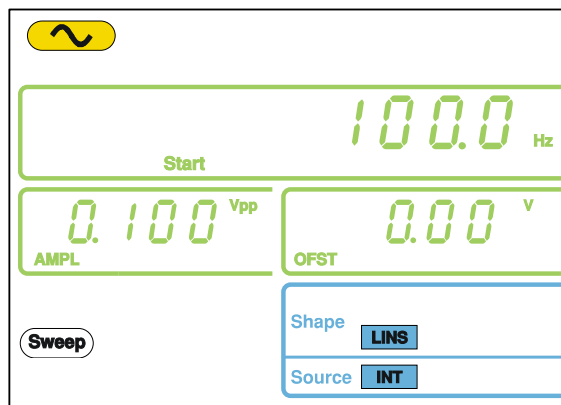 100.0 Hz
Start
0.100 Vpp
AMPL
0.00 V
OFST
Sweep
Shape LINS
Source INT